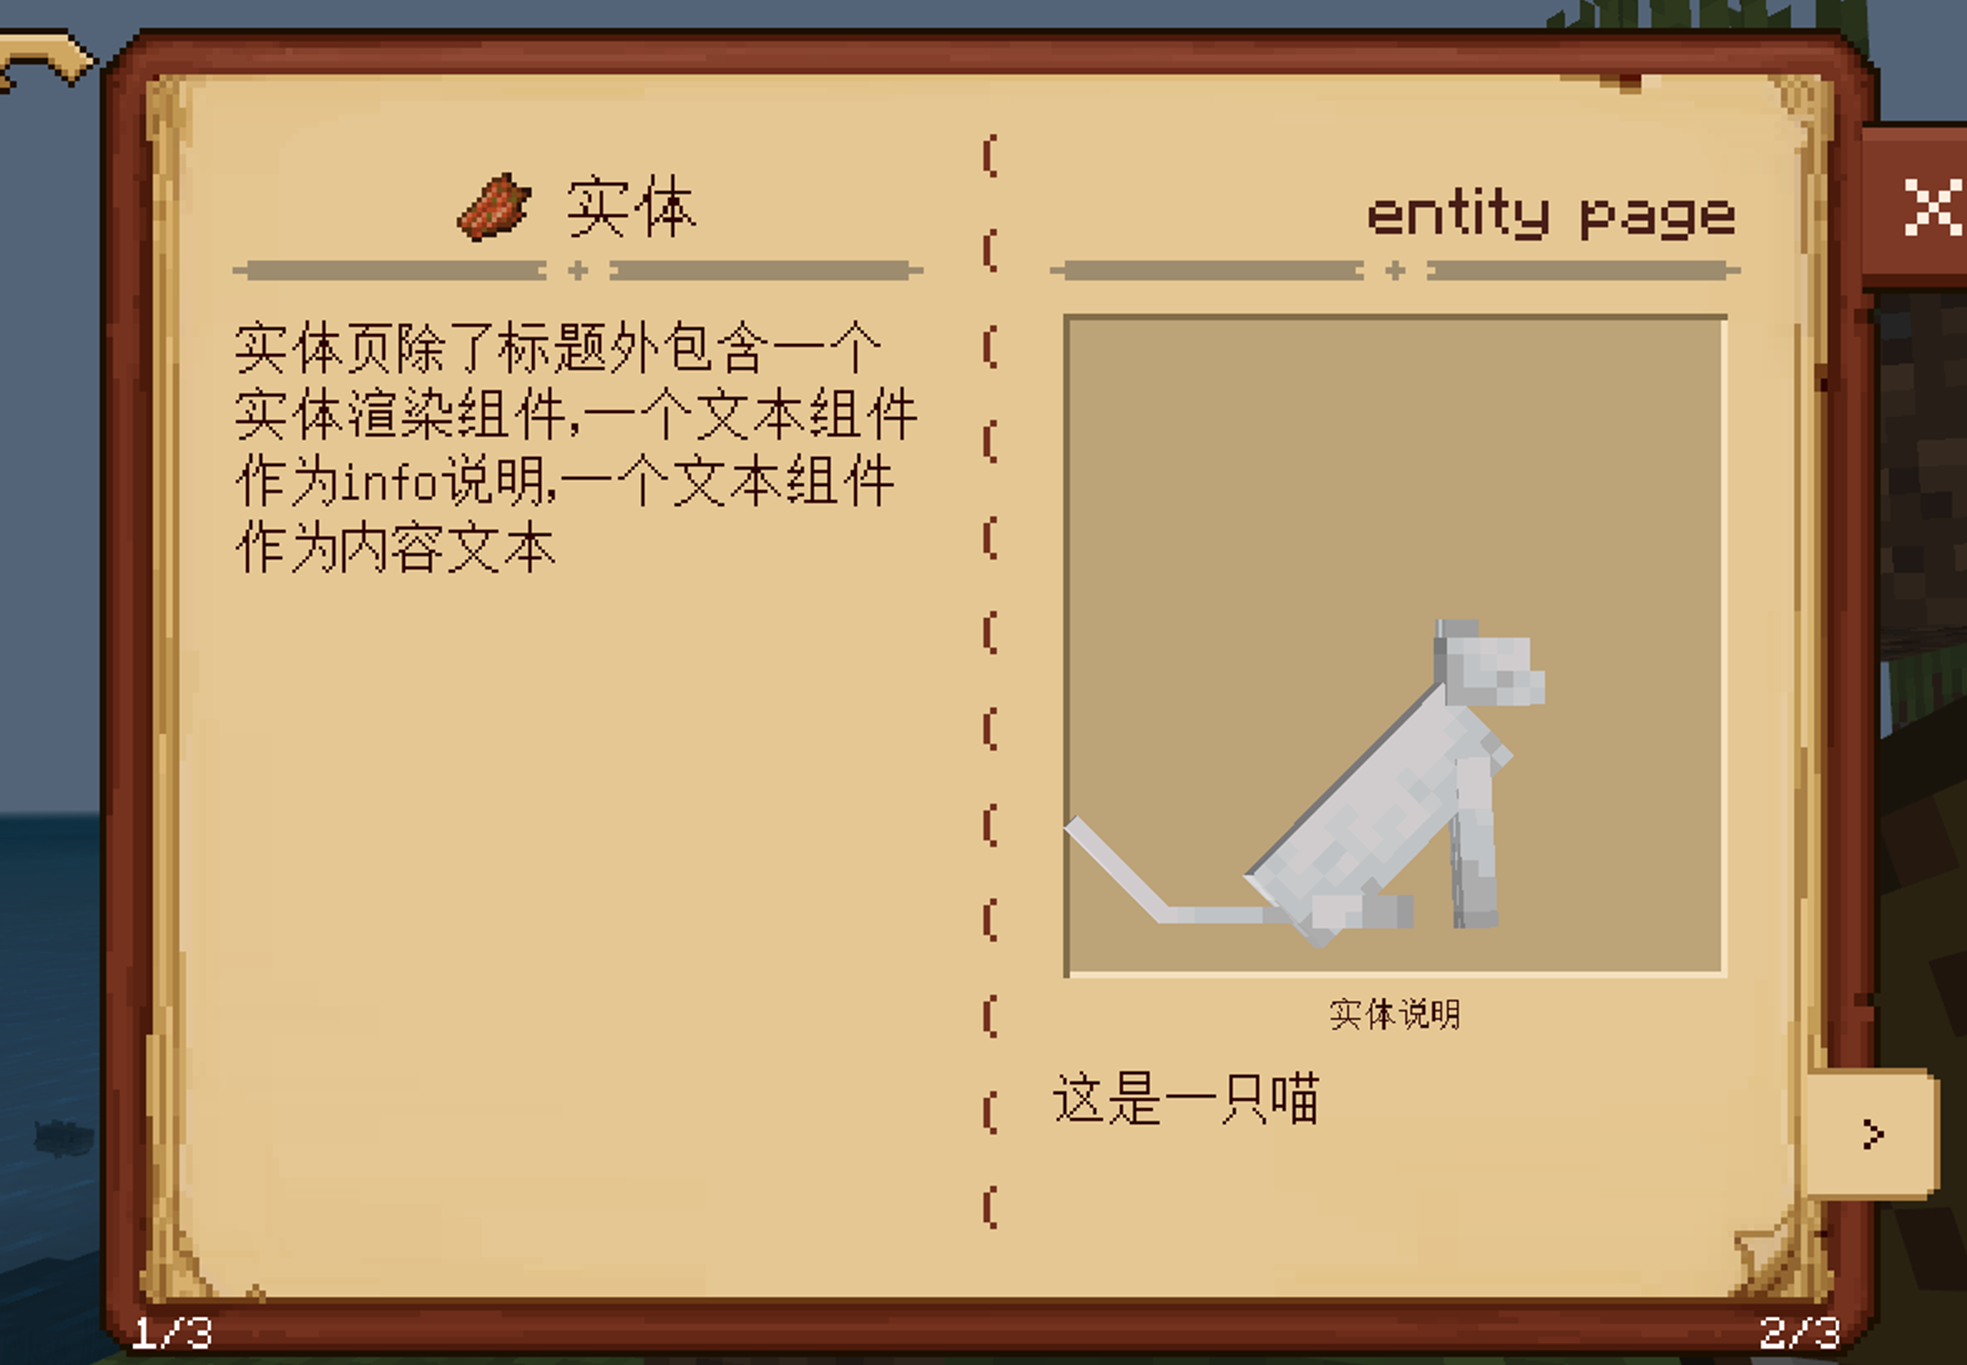 实体
实体页除了标题外包含一个
实体渲染组件,一个文本组件
作为info说明,一个文本组件
作为内容文本
entity page
实体说明
这是一只喵
>
1/3
2/3